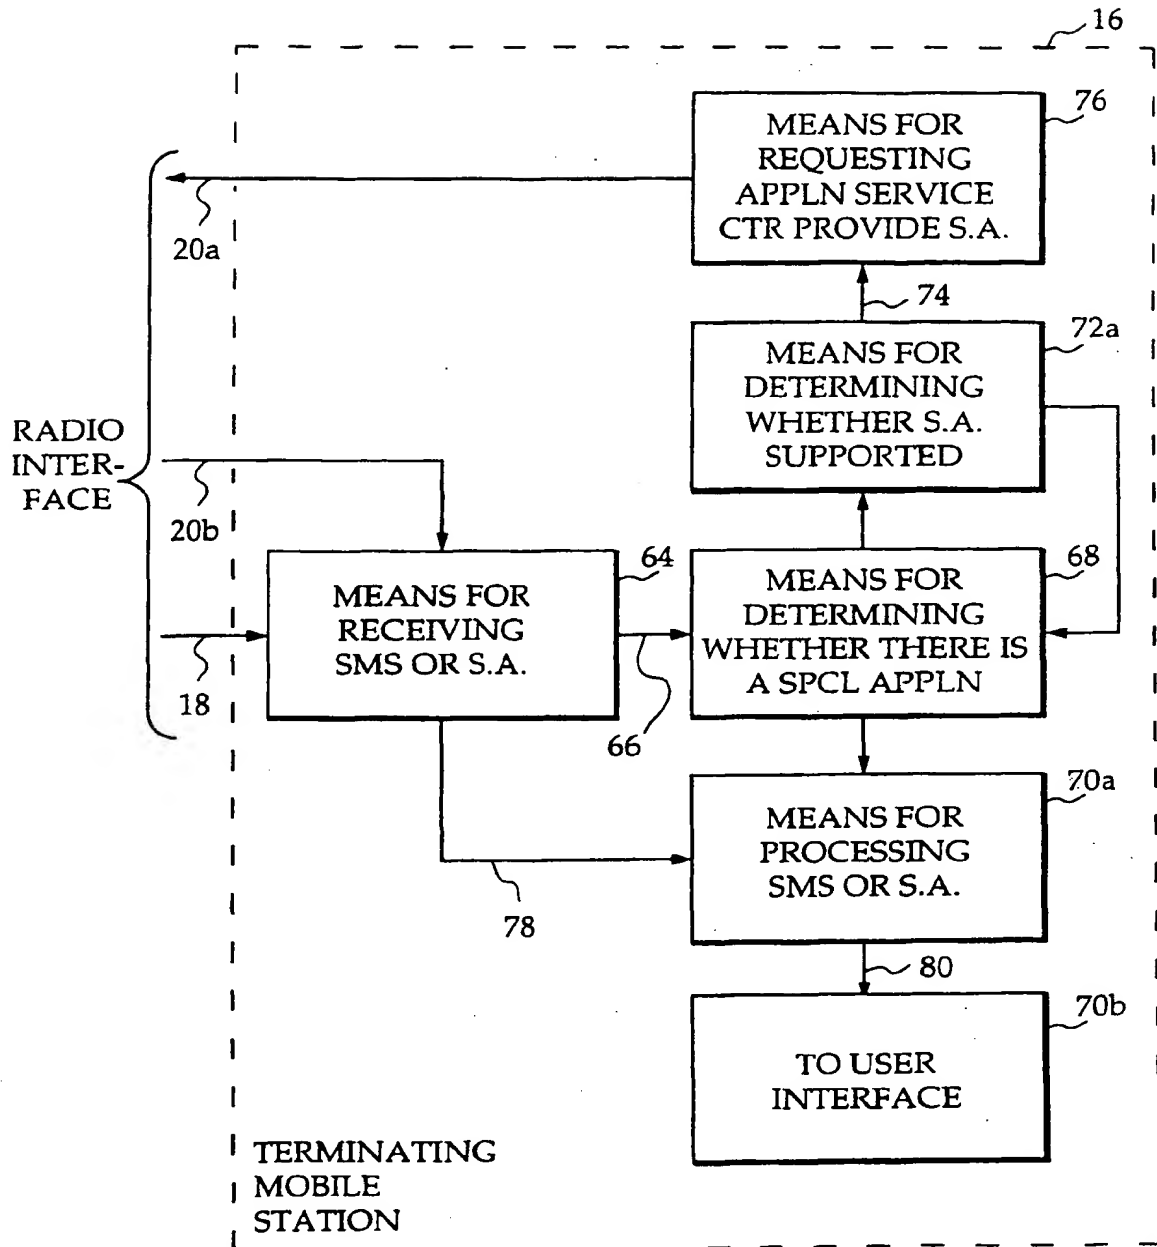 16
MEANS FOR
REQUESTING
APPLN SERVICE
CTR PROVIDE S.A.
76
20a
74
MEANS FOR
DETERMINING
WHETHER S.A.
SUPPORTED
72a
RADIO
INTER-
FACE
20b
MEANS FOR
RECEIVING
SMS OR S.A.
64
18
66
MEANS FOR
DETERMINING
WHETHER THERE IS
A SPCL APPLN
68
78
MEANS FOR
PROCESSING
SMS OR S.A.
70a
80
TO USER
INTERFACE
70b
TERMINATING
MOBILE
STATION